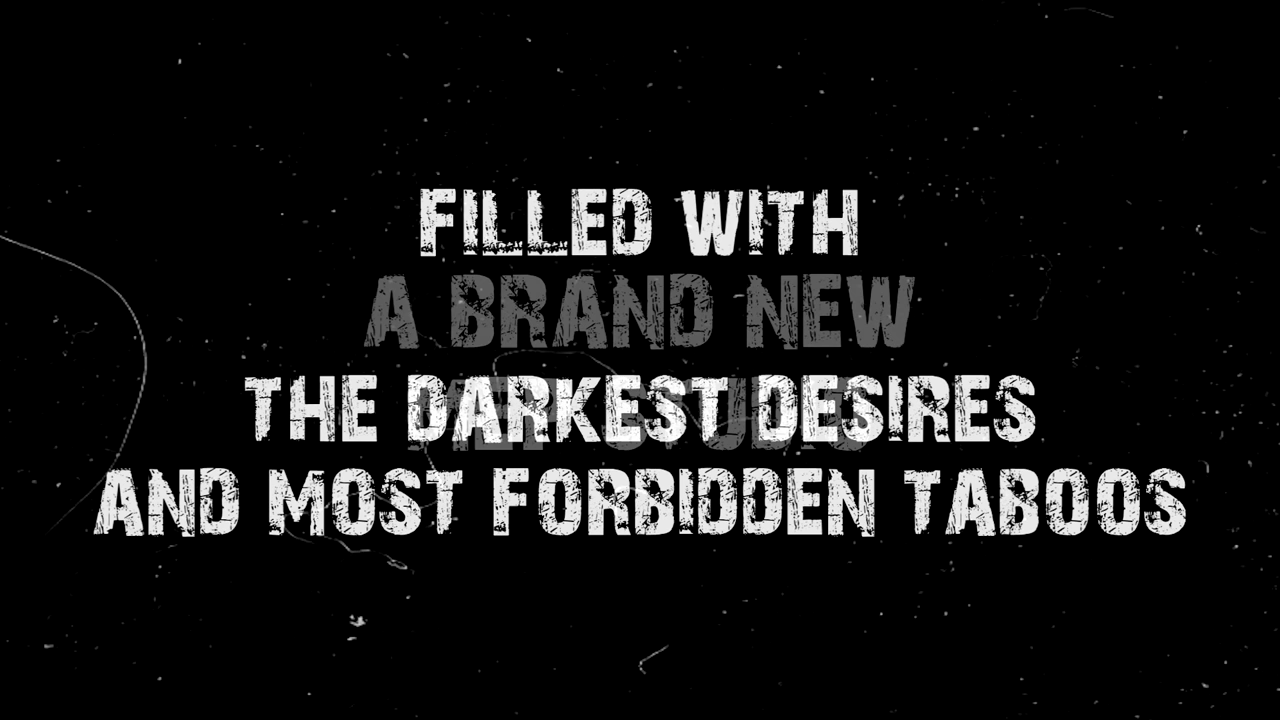 FILLED WITH
A BRAND NEW
THE DARKEST DESIRES
AND MOST FORBIDDEN TABOOS